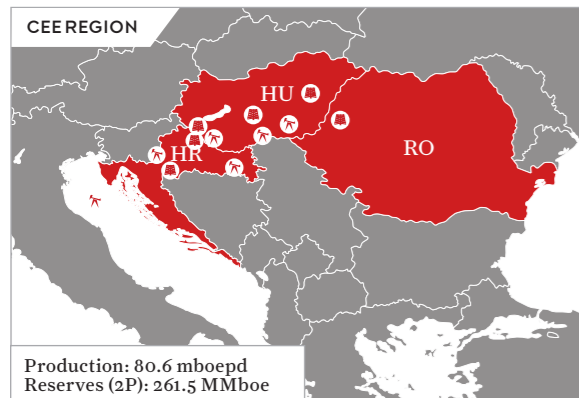 CEE REGION
HU
HR
RO
Production: 80.6 mboepd
Reserves (2P): 261.5 MMboe